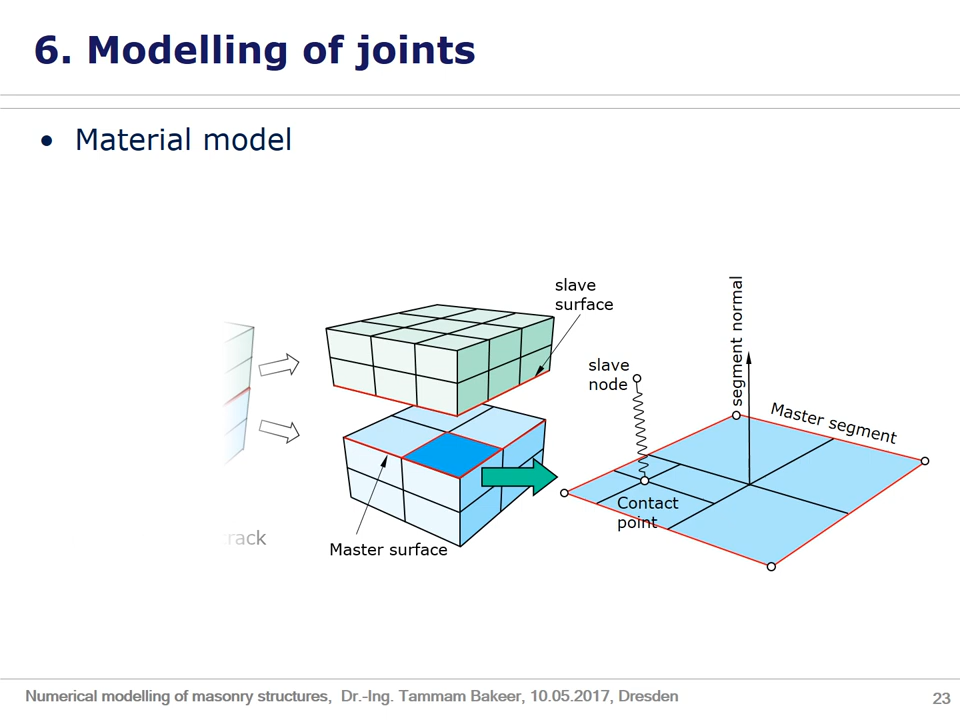 6. Modelling of joints
• Material model
slave
surface
slave
node
segment normal
Master segment
Contact
point
rack
Master surface
Numerical modelling of masonry structures, Dr.-Ing. Tammam Bakeer, 10.05.2017, Dresden
23